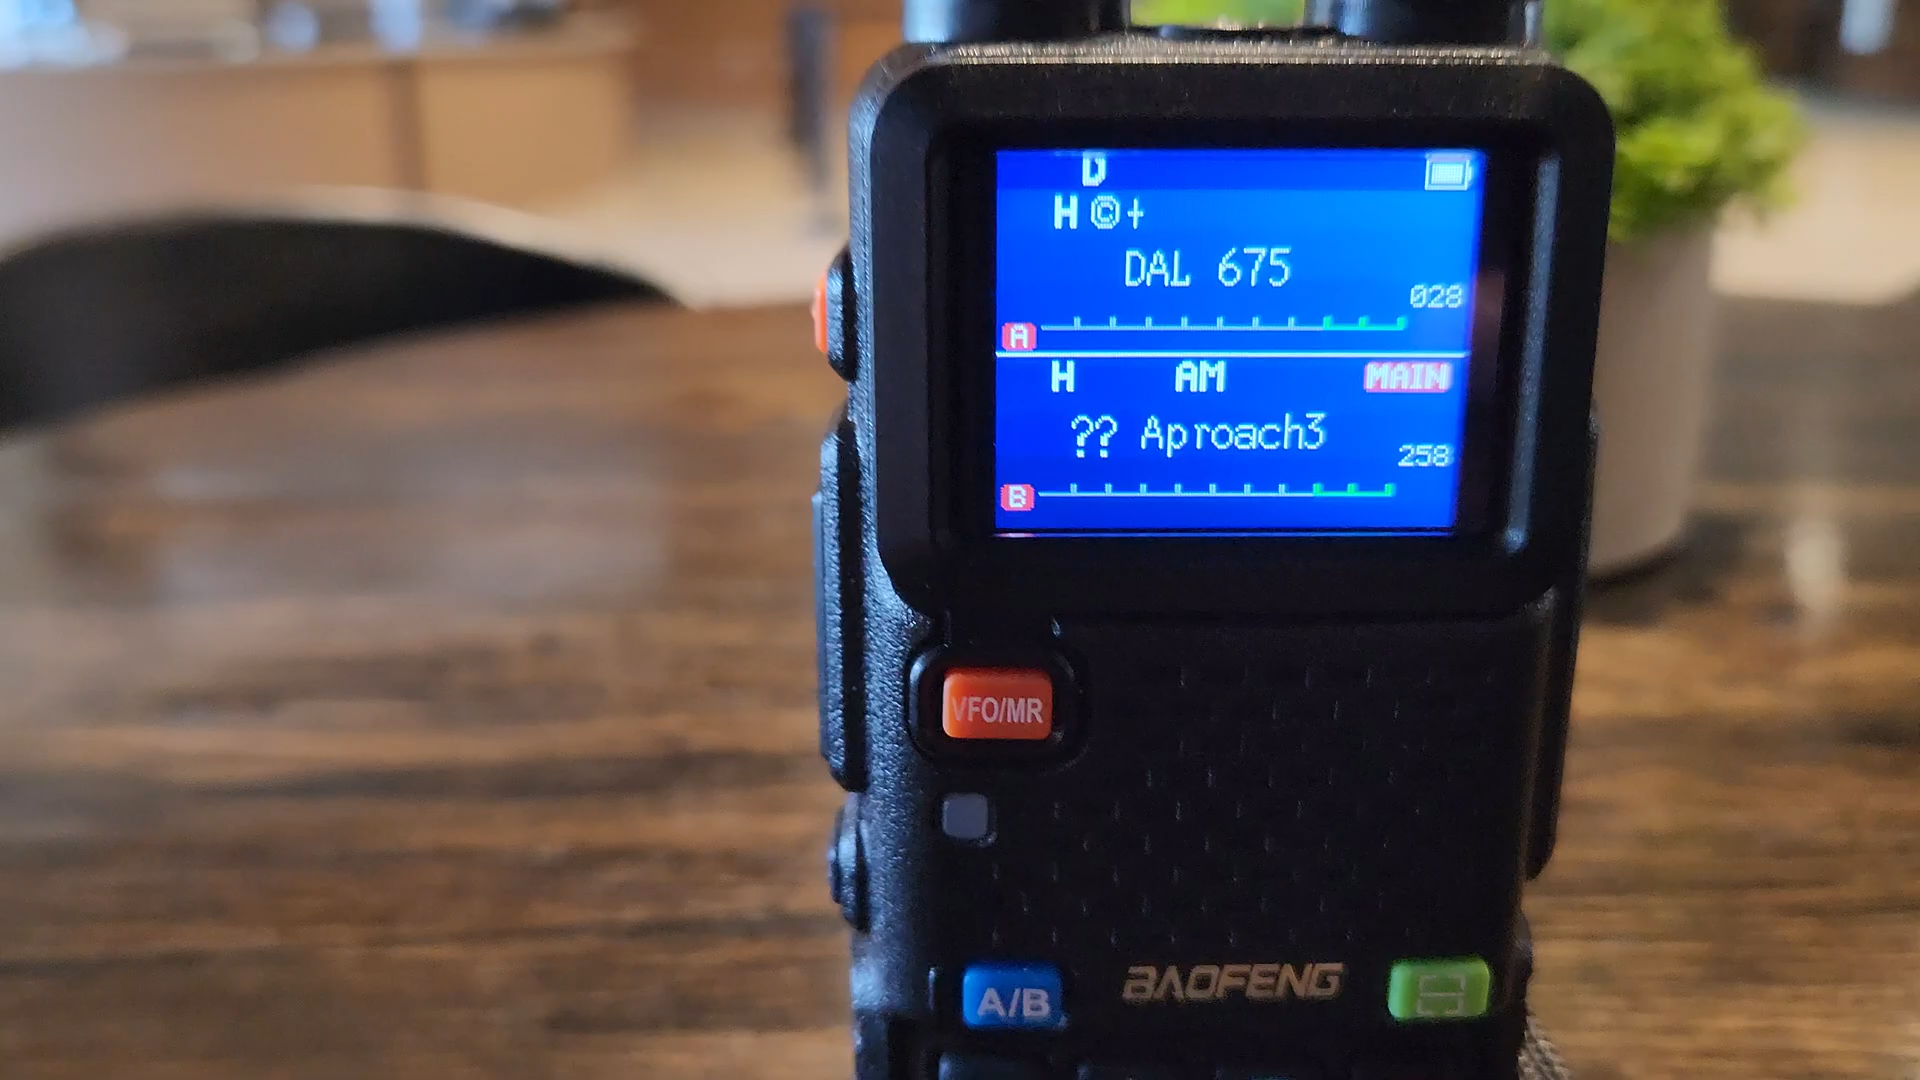 D
H ©+
DAL 675
028
A
H AM MAIN
?? Aproach3
258
B
VFO/MR
A/B BAOFENG